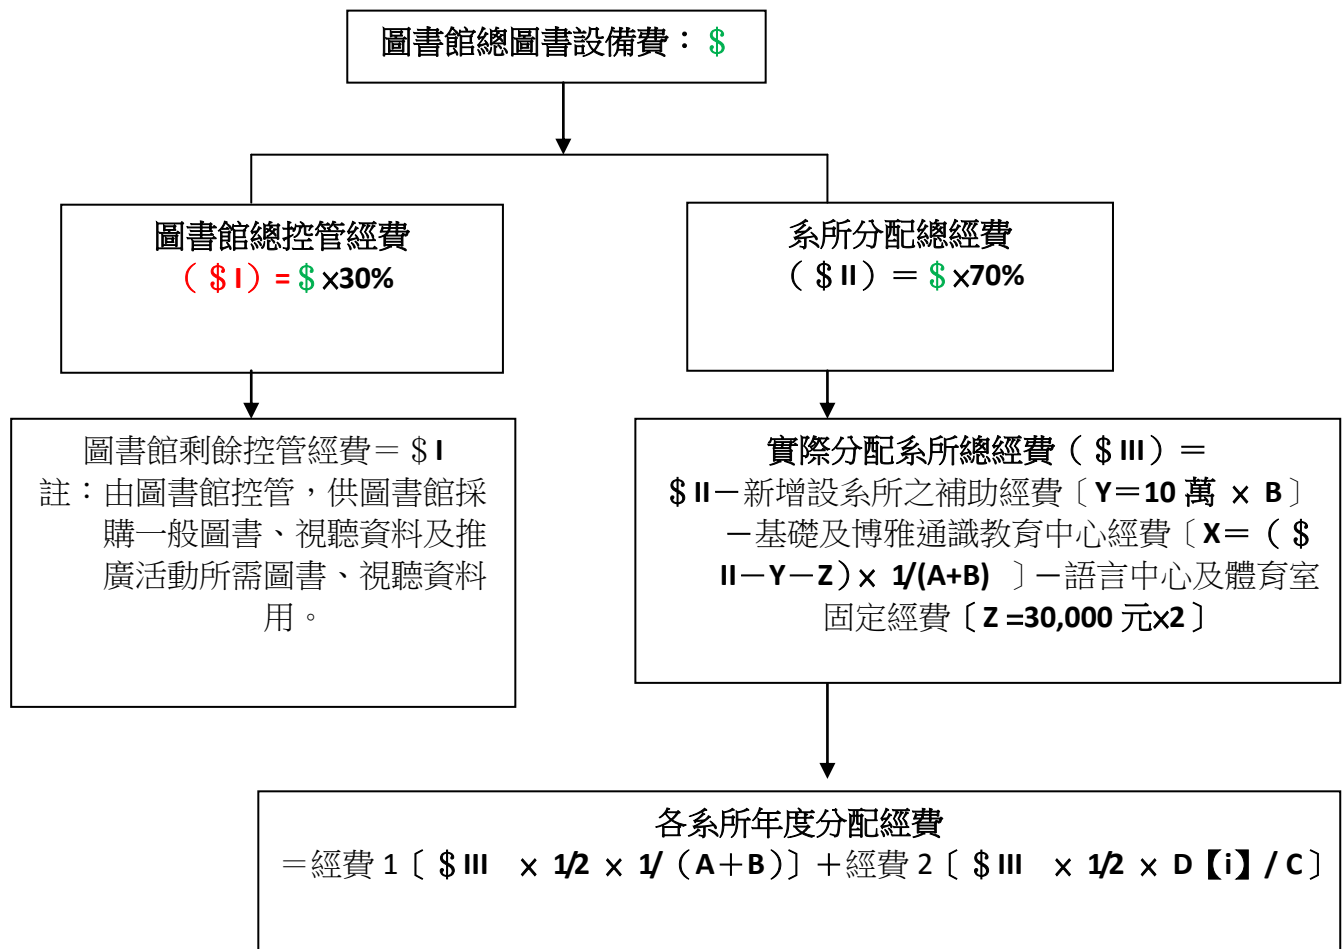 圖書館總圖書設備費：＄
圖書館總控管經費
（＄I）= ＄×30%
系所分配總經費
（＄II）＝ ＄×70%
圖書館剩餘控管經費＝＄I
註：由圖書館控管，供圖書館採
購一般圖書、視聽資料及推
廣活動所需圖書、視聽資料
用。
實際分配系所總經費（＄III）＝
＄II－新增設系所之補助經費〔Y＝10 萬 × B〕
－基礎及博雅通識教育中心經費〔X＝（＄
II－Y－Z）× 1/(A+B) 〕－語言中心及體育室
固定經費〔Z =30,000 元×2〕
各系所年度分配經費
＝經費 1〔＄III × 1/2 × 1/（A＋B）〕＋經費 2〔＄III × 1/2 × D【i】/ C〕